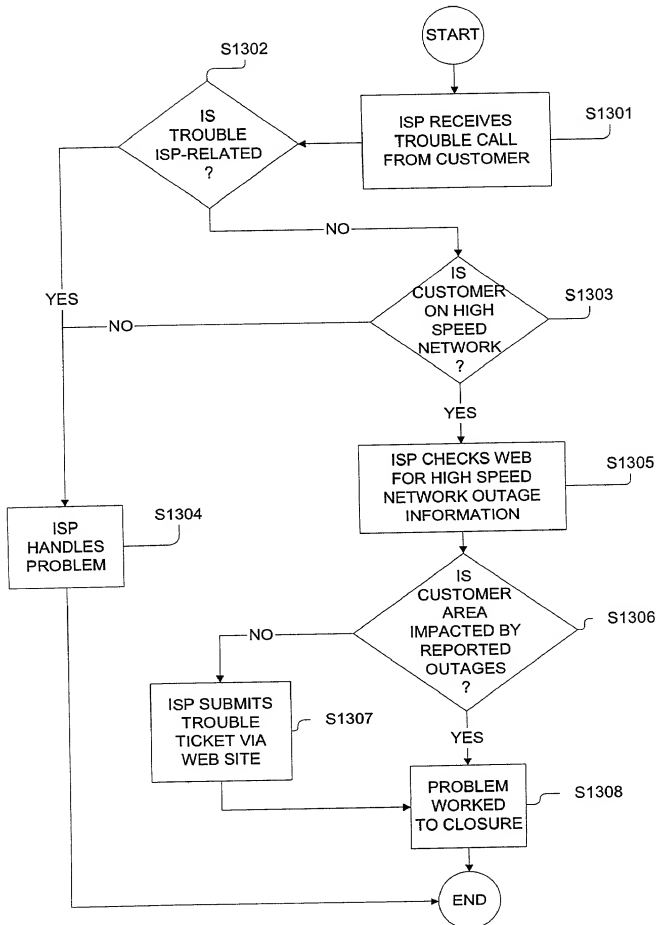 START
S1302
IS
TROUBLE
ISP-RELATED
?
ISP RECEIVES
TROUBLE CALL
FROM CUSTOMER
S1301
NO
YES
NO
IS
CUSTOMER
ON HIGH
SPEED
NETWORK
?
S1303
YES
ISP CHECKS WEB
FOR HIGH SPEED
NETWORK OUTAGE
INFORMATION
S1305
ISP
HANDLES
PROBLEM
S1304
IS
CUSTOMER
AREA
IMPACTED BY
REPORTED
OUTAGES
?
S1306
NO
ISP SUBMITS
TROUBLE
TICKET VIA
WEB SITE
S1307
YES
PROBLEM
WORKED
TO CLOSURE
S1308
END